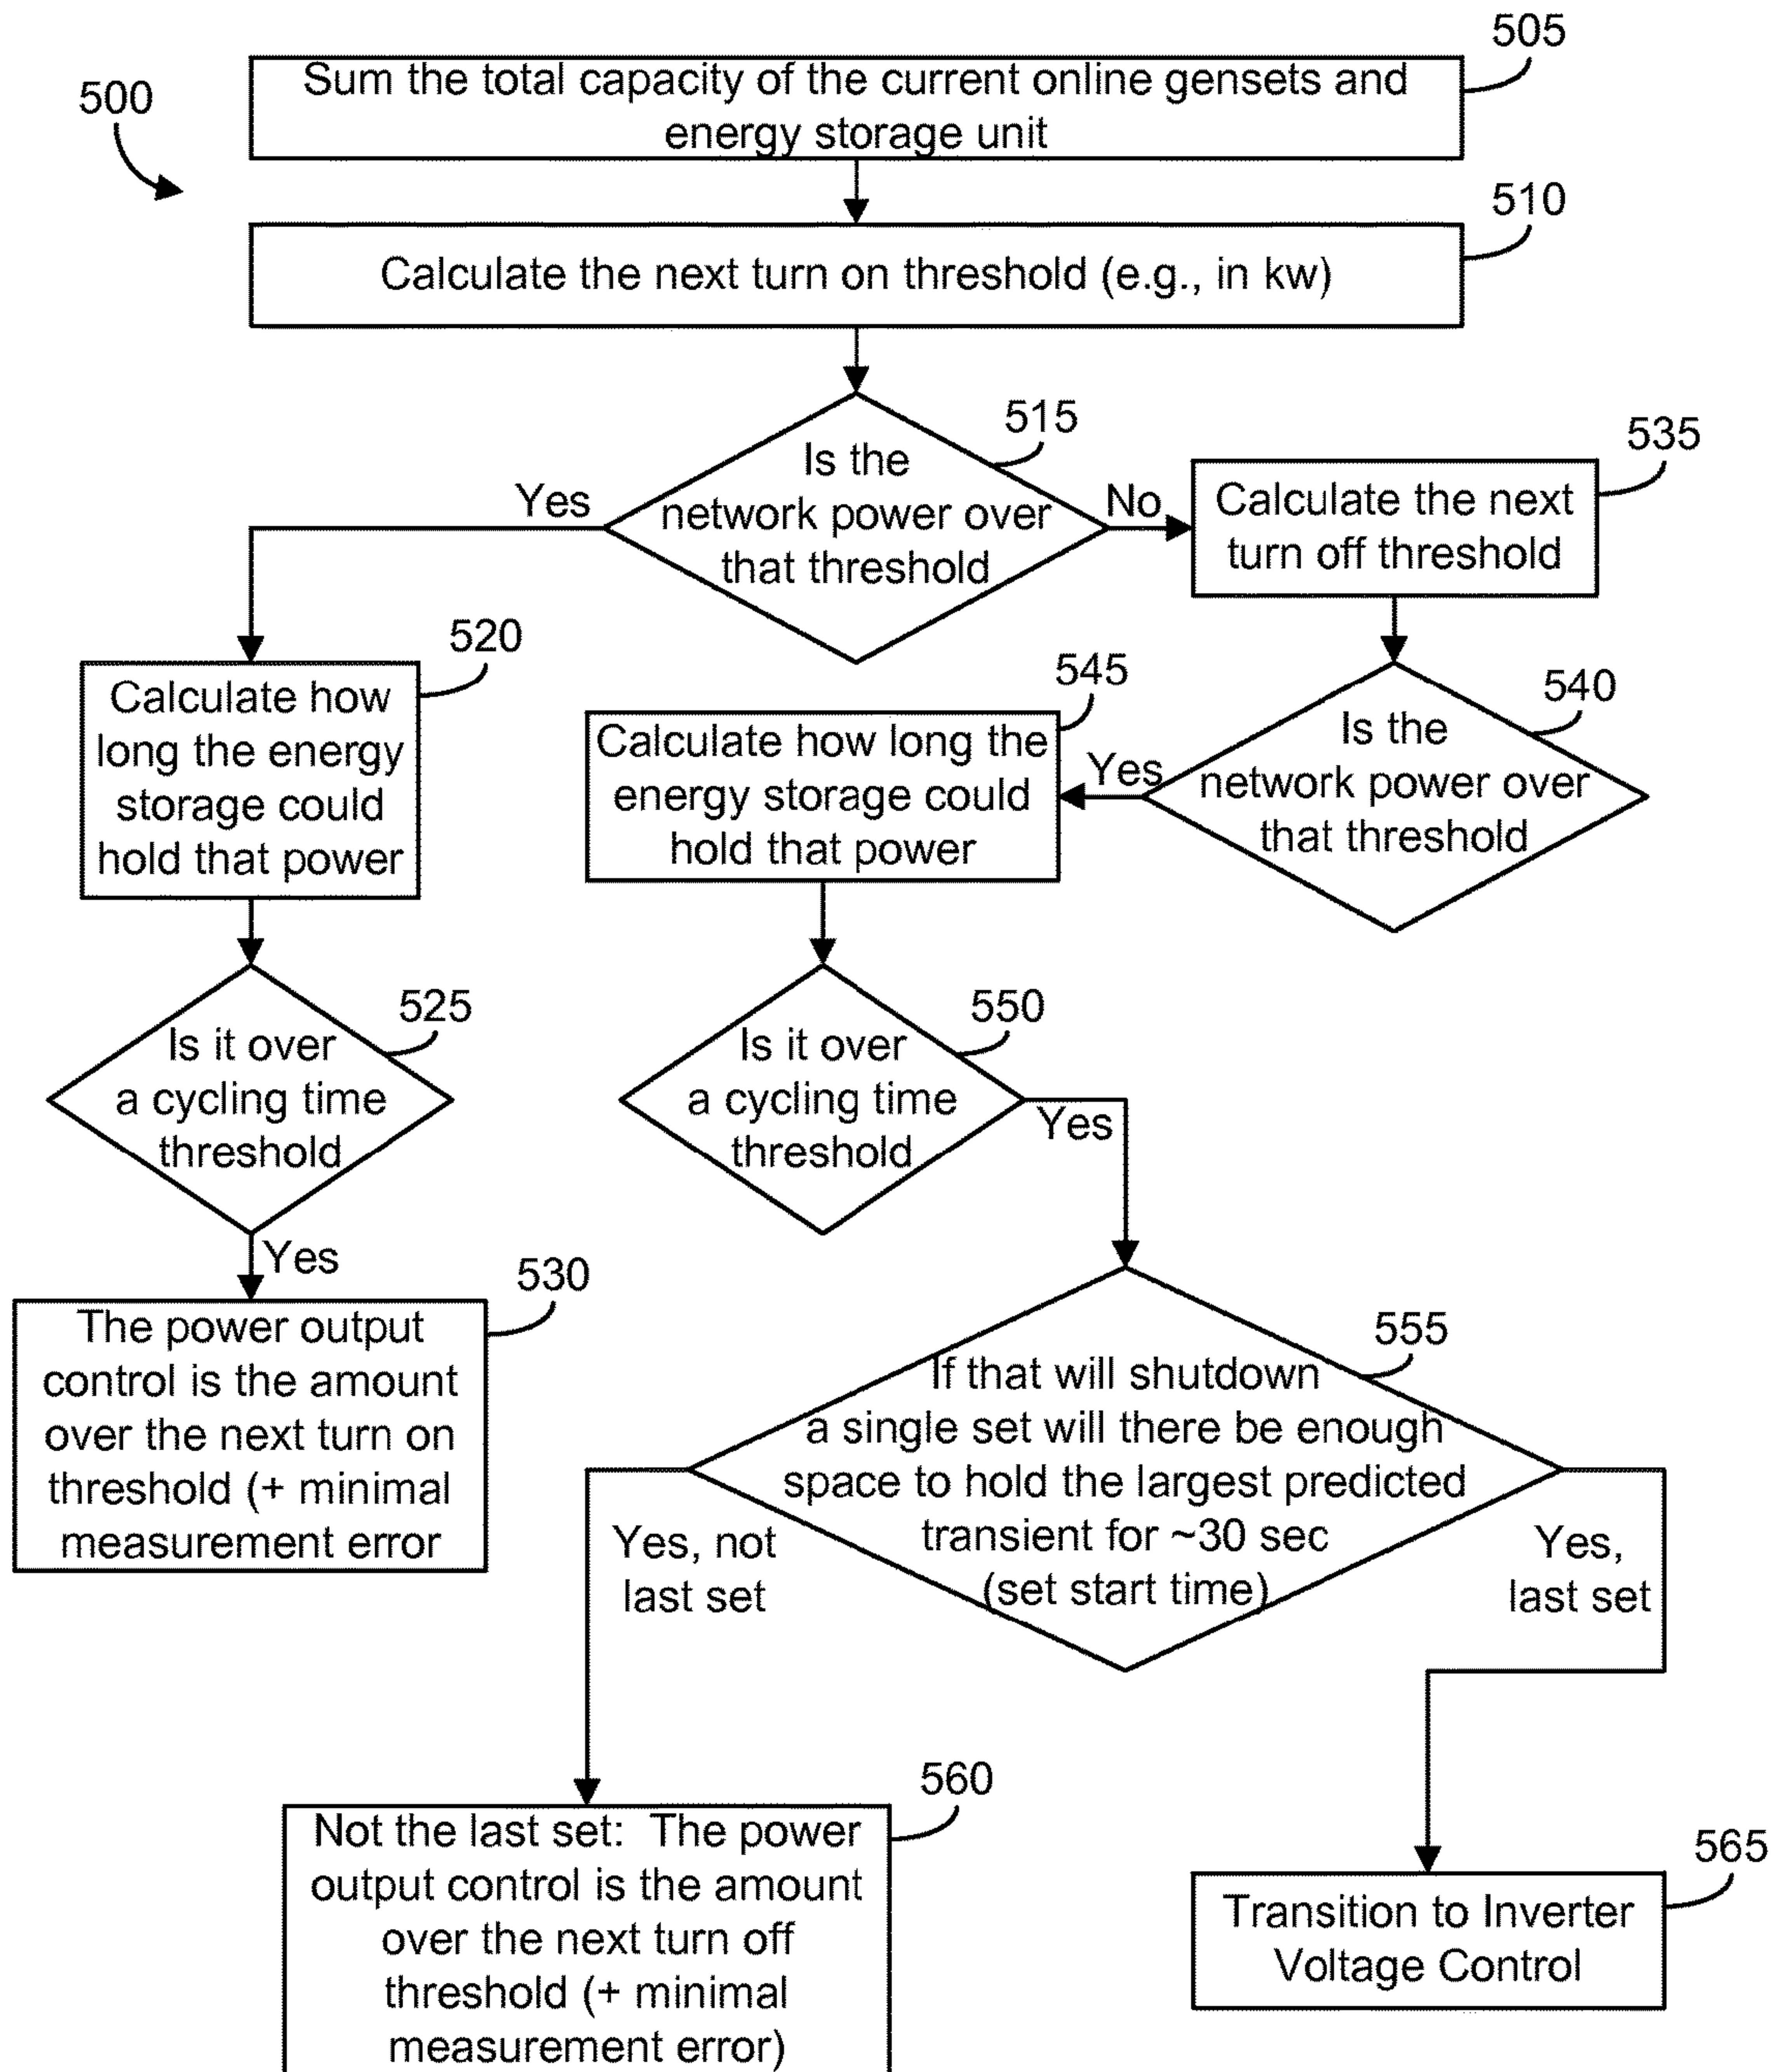 505
Sum the total capacity of the current online gensets and
energy storage unit
500
510
Calculate the next turn on threshold (e.g., in kw)
515
Is the
network power over
that threshold
Yes
No
535
Calculate the next
turn off threshold
520
Calculate how
long the energy
storage could
hold that power
545
Calculate how long the
energy storage could
hold that power
540
Is the
network power over
that threshold
Yes
525
Is it over
a cycling time
threshold
Yes
550
Is it over
a cycling time
threshold
Yes
530
The power output
control is the amount
over the next turn on
threshold (+ minimal
measurement error
555
If that will shutdown
a single set will there be enough
space to hold the largest predicted
transient for ~30 sec
(set start time)
Yes, not
last set
Yes,
last set
560
Not the last set:  The power
output control is the amount
over the next turn off
threshold (+ minimal
measurement error)
565
Transition to Inverter
Voltage Control